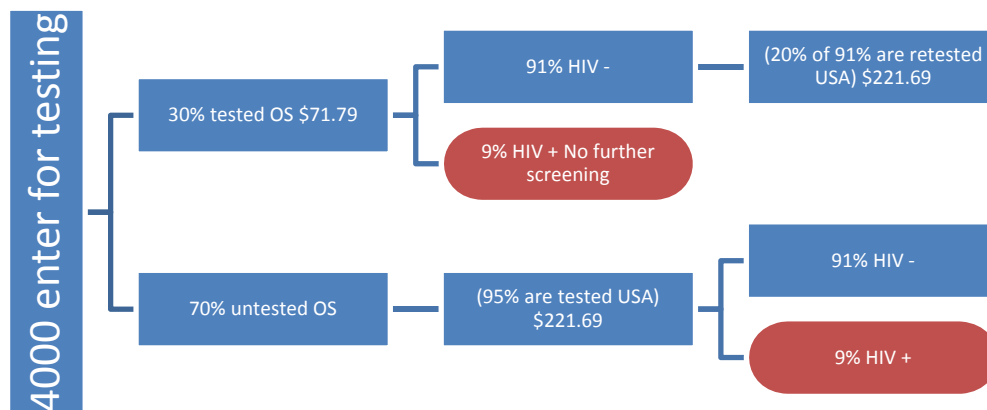 4000 enter for testing
30% tested OS $71.79
91% HIV -
(20% of 91% are retested
USA) $221.69
9% HIV + No further
screening
70% untested OS
(95% are tested USA)
$221.69
91% HIV -
9% HIV +